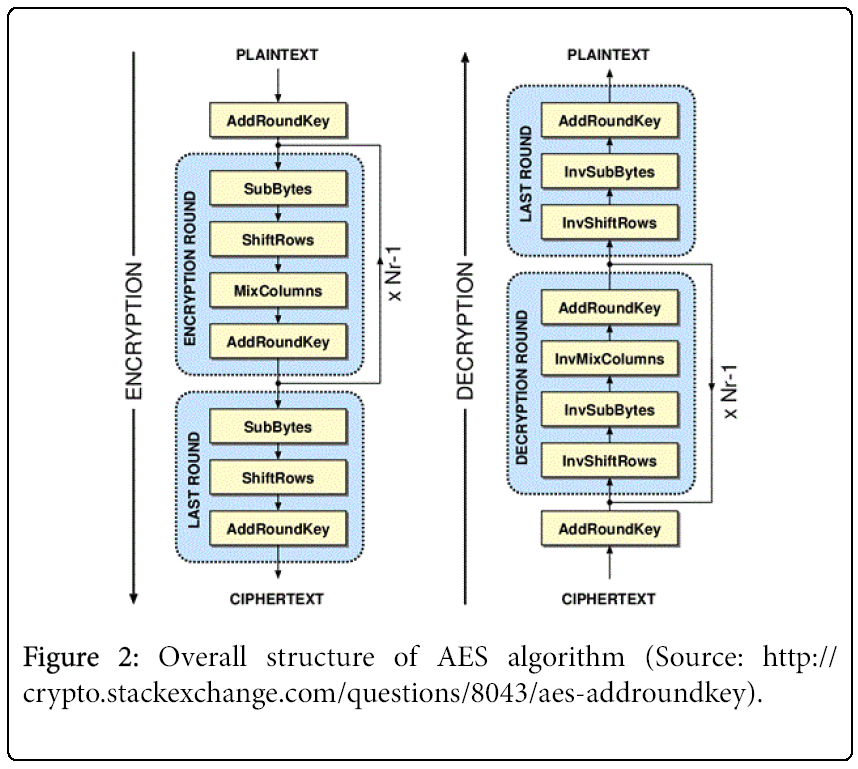 PLAINTEXT
AddRoundKey
SubBytes
ShiftRows
MixColumns
AddRoundKey
ENCRYPTION ROUND
x Nr-1
SubBytes
ShiftRows
AddRoundKey
LAST ROUND
CIPHERTEXT
ENCRYPTION
PLAINTEXT
AddRoundKey
InvSubBytes
InvShiftRows
LAST ROUND
AddRoundKey
InvMixColumns
InvSubBytes
InvShiftRows
DECRYPTION ROUND
x Nr-1
AddRoundKey
CIPHERTEXT
DECRYPTION
Figure 2: Overall structure of AES algorithm (Source: http://
crypto.stackexchange.com/questions/8043/aes-addroundkey).